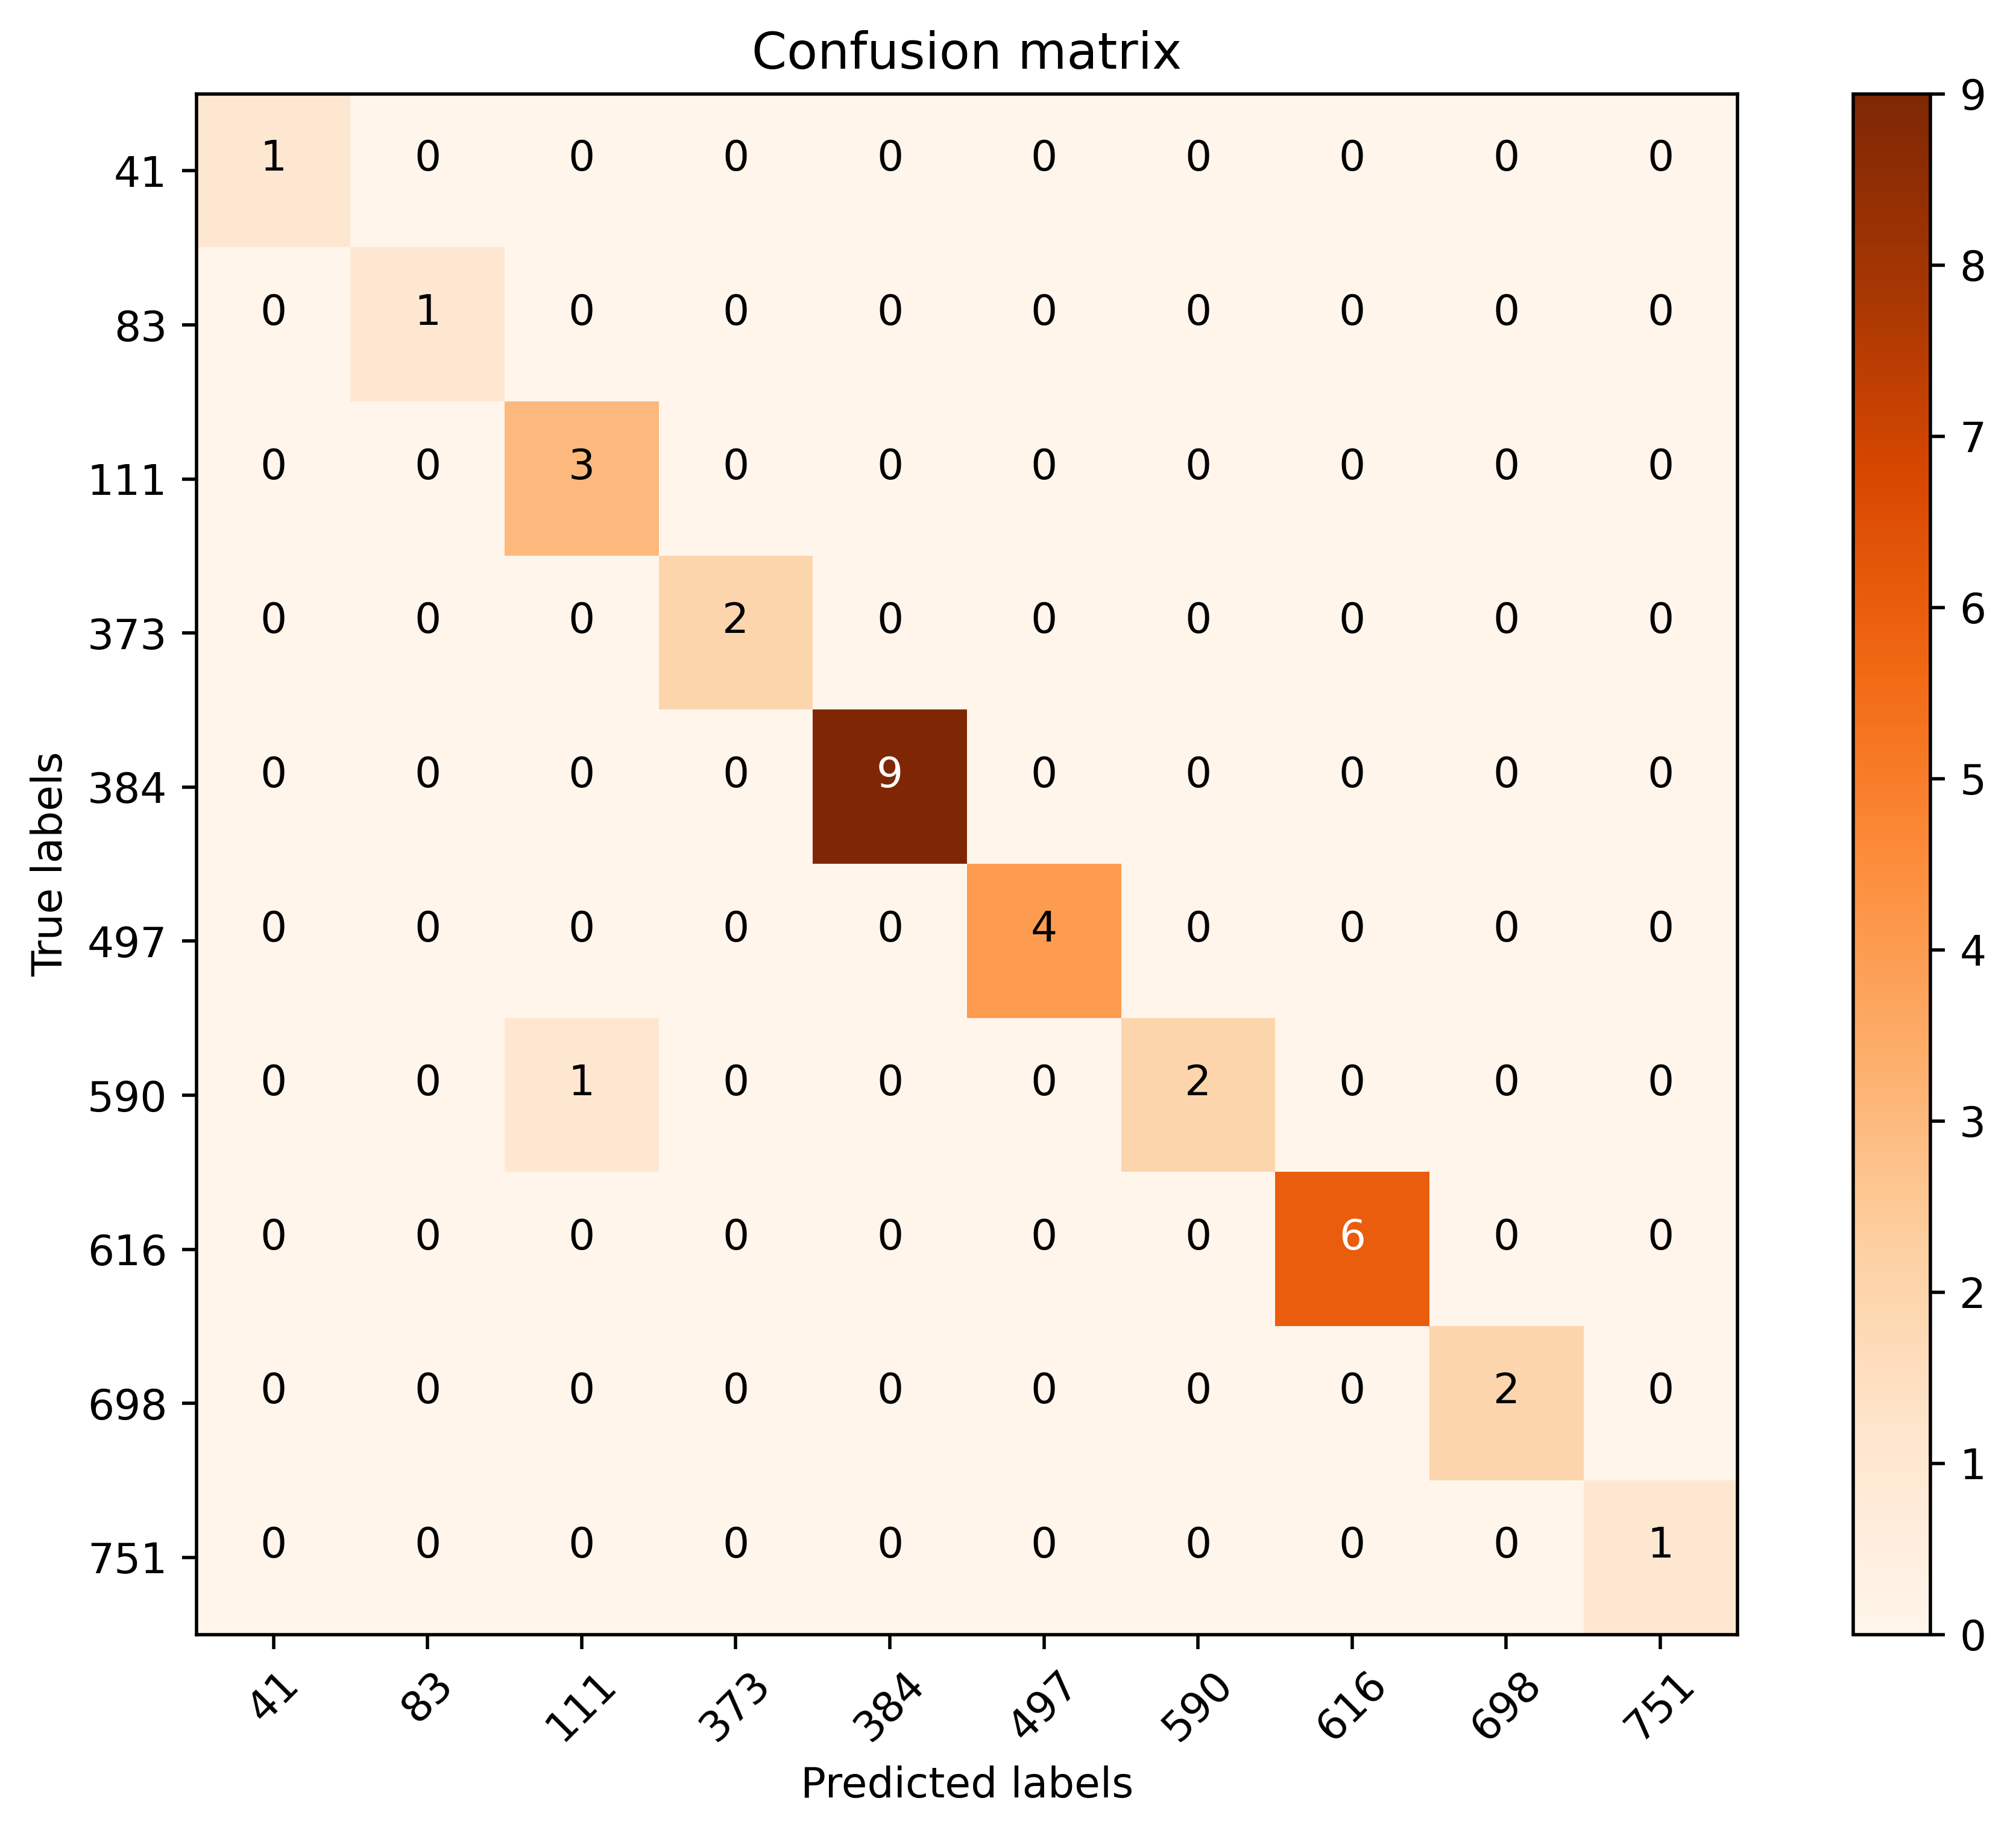 Confusion matrix
41 1 0 0 0 0 0 0 0 0 0
83 0 1 0 0 0 0 0 0 0 0
111 0 0 3 0 0 0 0 0 0 0
373 0 0 0 2 0 0 0 0 0 0
384 0 0 0 0 9 0 0 0 0 0
497 0 0 0 0 0 4 0 0 0 0
590 0 0 1 0 0 0 2 0 0 0
616 0 0 0 0 0 0 0 6 0 0
698 0 0 0 0 0 0 0 0 2 0
751 0 0 0 0 0 0 0 0 0 1
True labels
41 83 111 373 384 497 590 616 698 751
Predicted labels
9
8
7
6
5
4
3
2
1
0